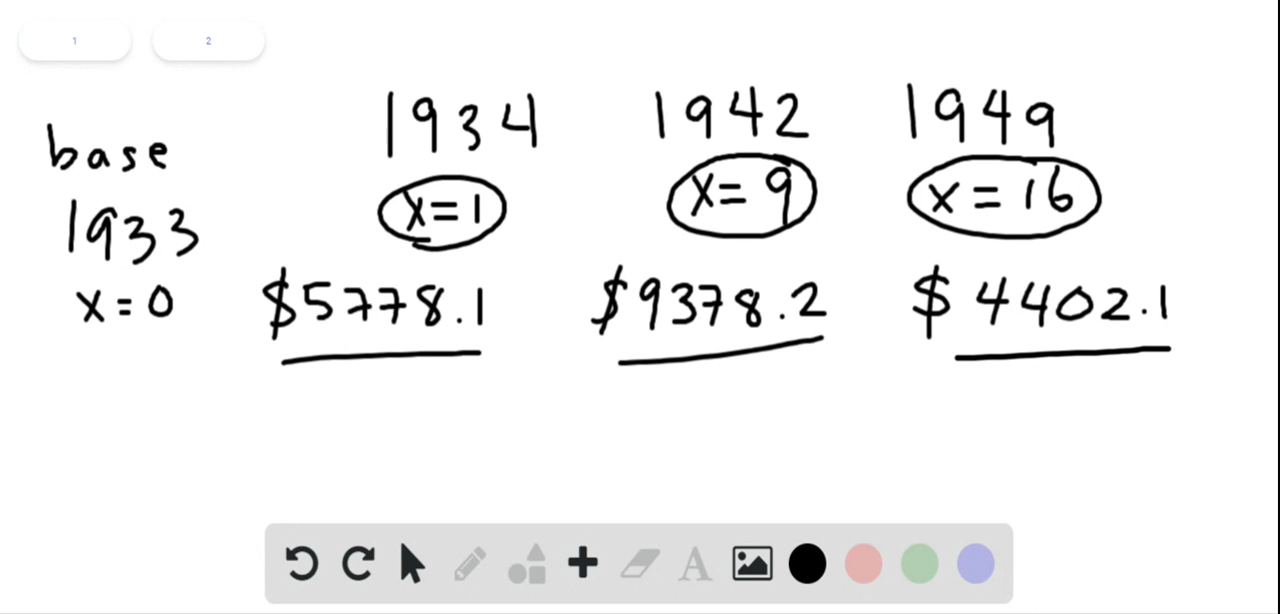 1 2
1934 1942 1949
base
x=1 x=9 x=16
1933
x=0 $5778.1 $9378.2 $4402.1
A